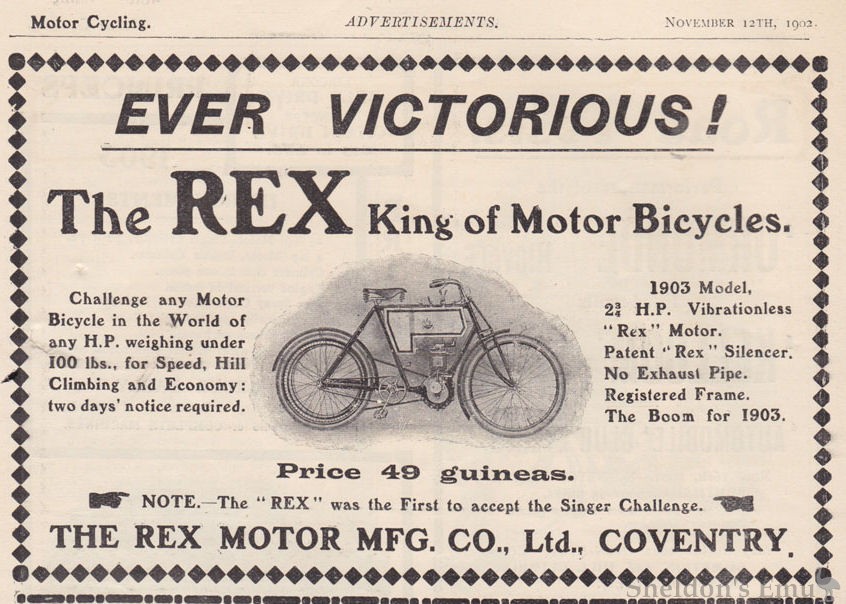 Motor Cycling. ADVERTISEMENTS. NOVEMBER 12TH, 1902.
EVER VICTORIOUS!
The REX King of Motor Bicycles.
Challenge any Motor
Bicycle in the World of
any H.P. weighing under
100 lbs., for Speed, Hill
Climbing and Economy:
two days' notice required.
1903 Model,
2¾ H.P. Vibrationless
"Rex" Motor.
Patent "Rex" Silencer.
No Exhaust Pipe.
Registered Frame.
The Boom for 1903.
Price 49 guineas.
NOTE.—The "REX" was the First to accept the Singer Challenge.
THE REX MOTOR MFG. CO., Ltd., COVENTRY.
Sheldon's Emu